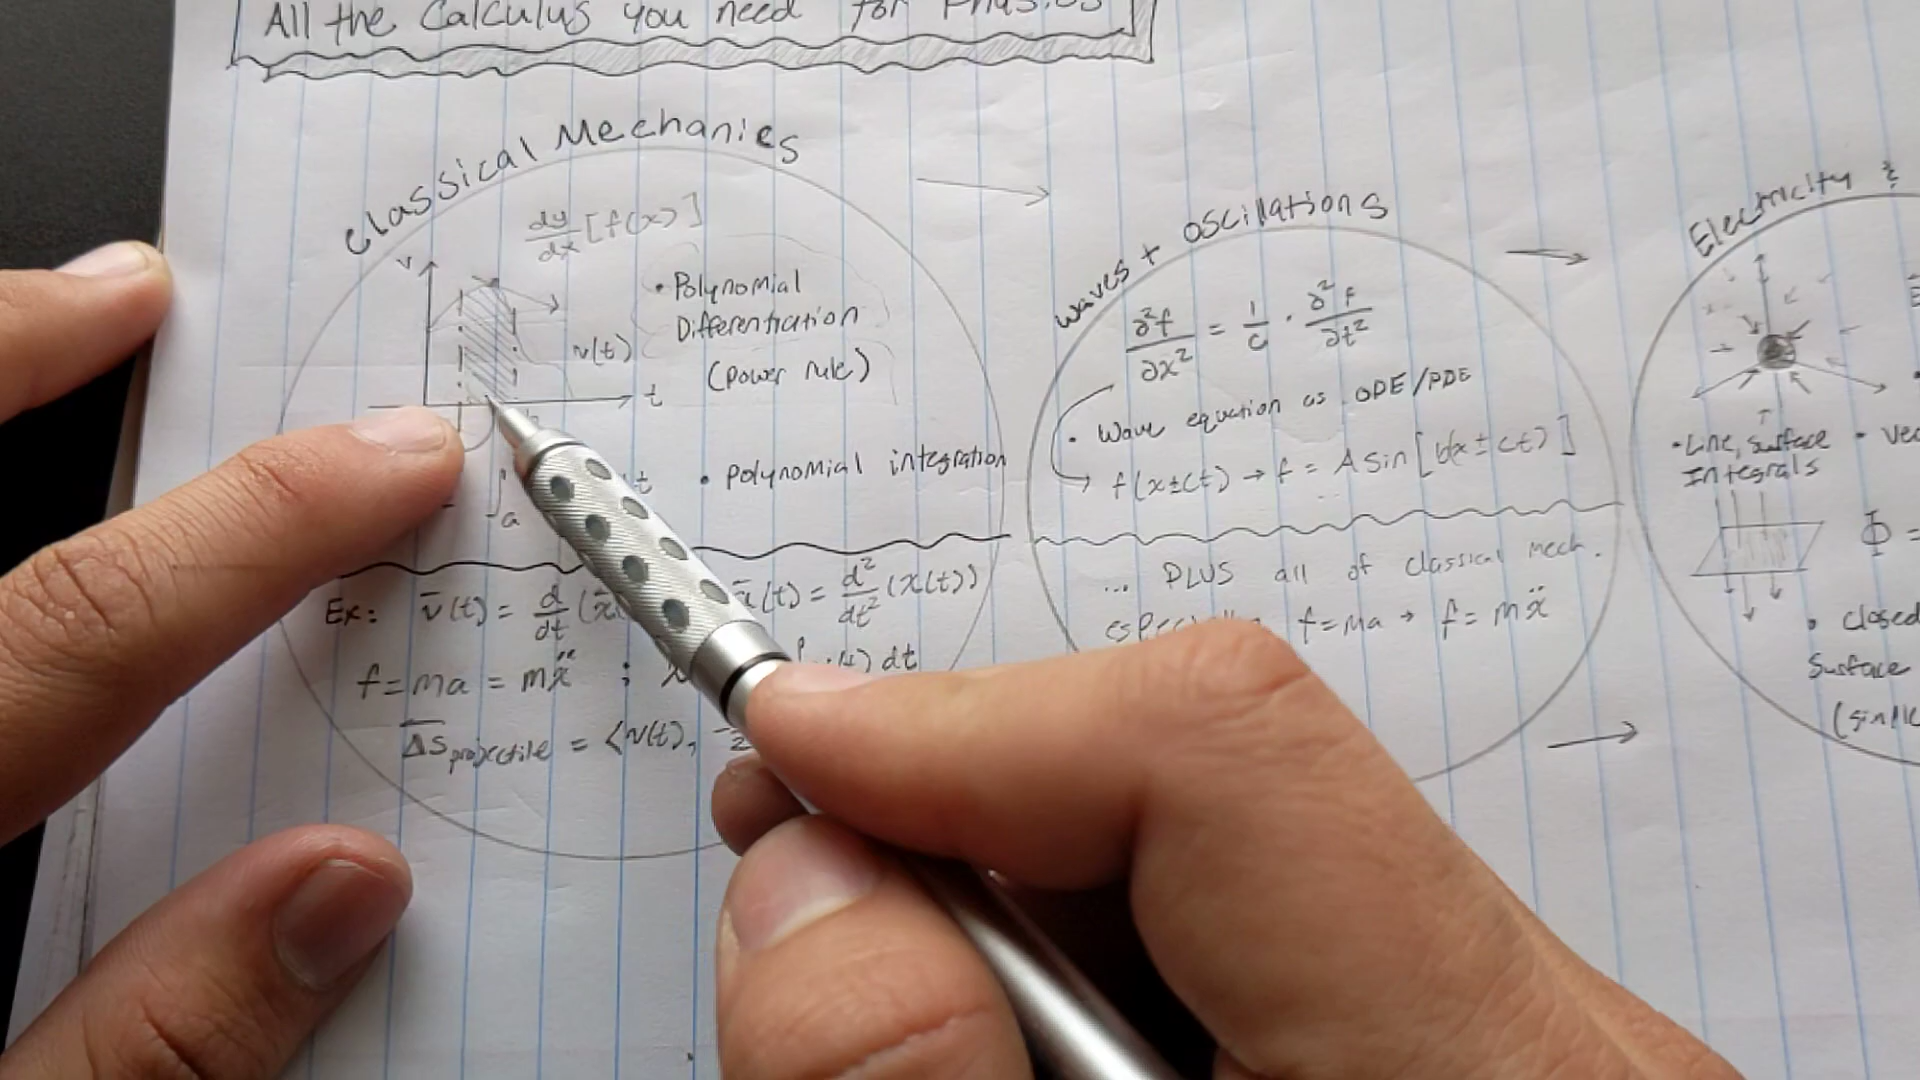 All the Calculus you need for Physics
Classical Mechanics
dy/dx [f(x)]
v
v(t)
t
• Polynomial
Differentiation
(power rule)
∫a
t
• polynomial integration
Ex: v̄(t) = d/dt (x̄
ā(t) = d²/dt² (x(t))
f=ma = mẍ ;
dt
Δs projectile = ⟨v(t),
Waves + Oscillations
∂²f/∂x² = 1/c · ∂²f/∂t²
• Wave equation as ODE/PDE
f(x±ct) → f = A sin[k(x±ct)]
... PLUS all of classical mech.
f=ma → f=mẍ
Electricity &
• Line, Surface
Integrals
• Vec
Φ =
• closed
Surface